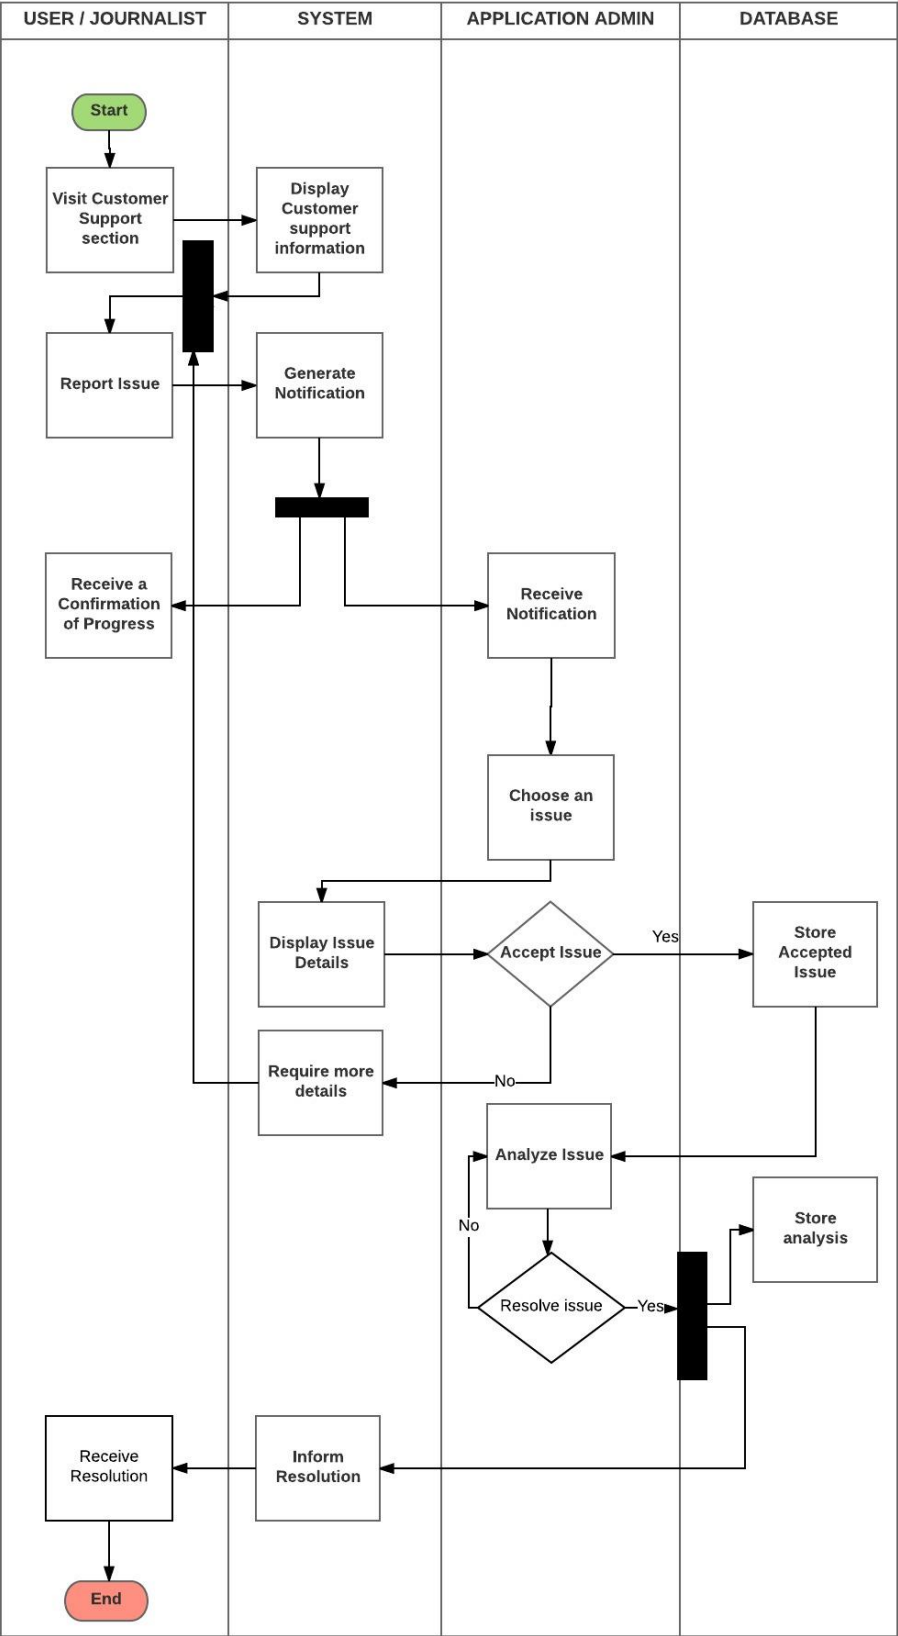 USER / JOURNALIST
SYSTEM
APPLICATION ADMIN
DATABASE
Start
Visit Customer
Support
section
Display
Customer
support
information
Report Issue
Generate
Notification
Receive a
Confirmation
of Progress
Receive
Notification
Choose an
issue
Display Issue
Details
Accept Issue
Yes
Store
Accepted
Issue
Require more
details
No
Analyze Issue
No
Store
analysis
Resolve issue
Yes
Receive
Resolution
Inform
Resolution
End